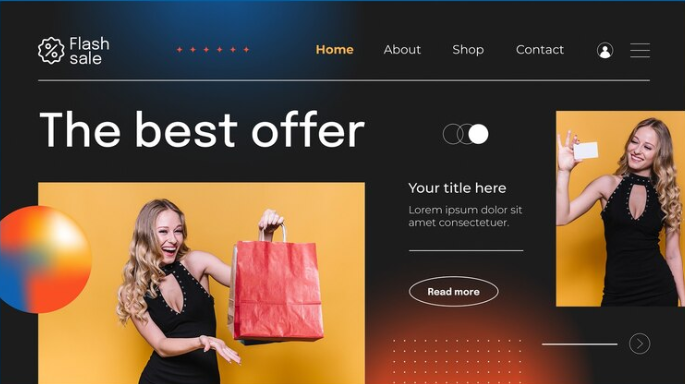 Flash
sale
Home
About
Shop
Contact
The best offer
Your title here
Lorem ipsum dolor sit
amet consectetuer.
Read more